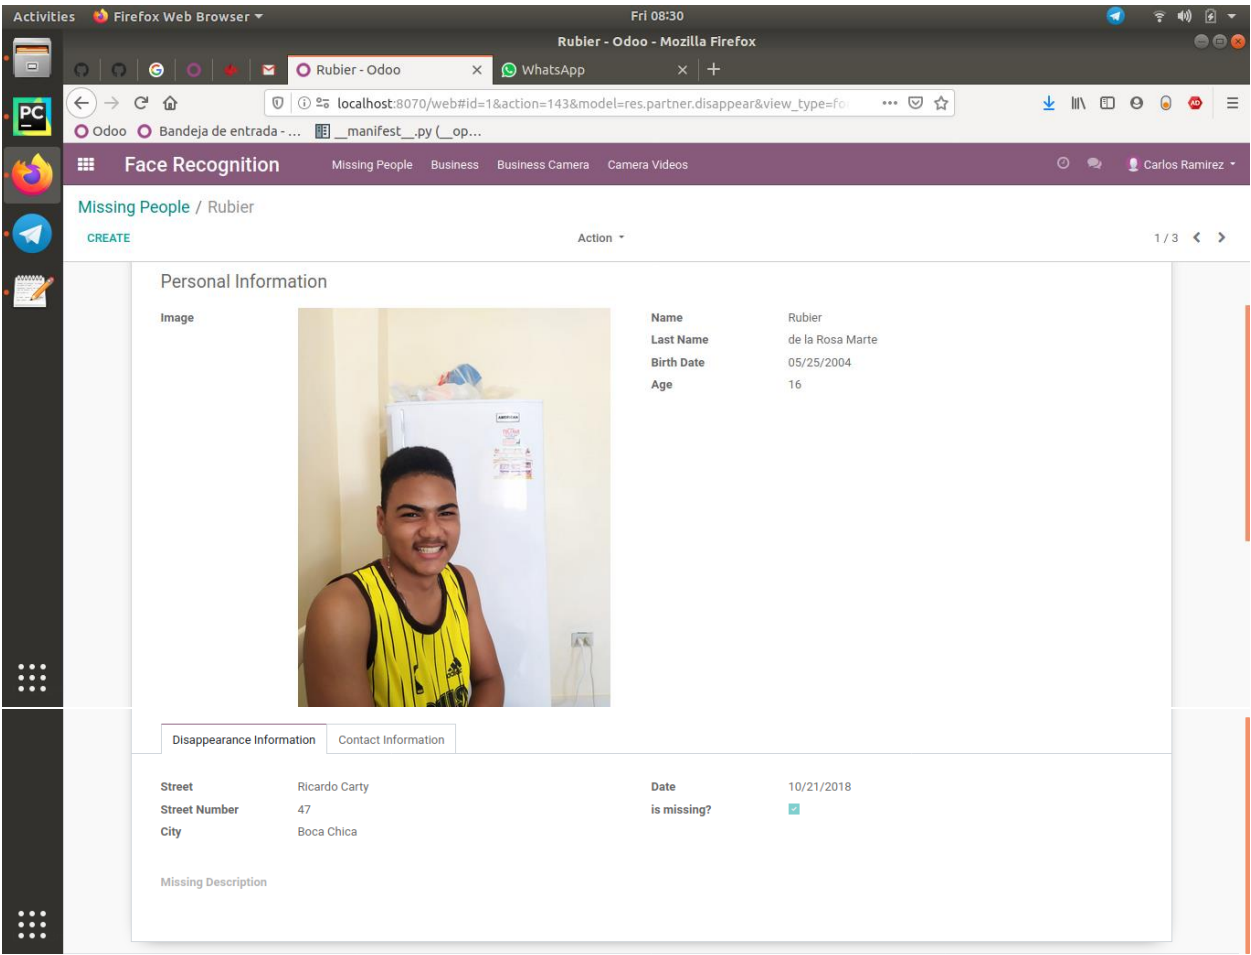 Activities Firefox Web Browser Fri 08:30
Rubier - Odoo - Mozilla Firefox
Rubier - Odoo WhatsApp
localhost:8070/web#id=1&action=143&model=res.partner.disappear&view_type=fo
Odoo Bandeja de entrada - ... __manifest__.py (__op...
PC
Face Recognition Missing People Business Business Camera Camera Videos Carlos Ramirez
Missing People / Rubier
CREATE Action 1 / 3
Personal Information
Image Name Rubier
Last Name de la Rosa Marte
Birth Date 05/25/2004
Age 16
Disappearance Information Contact Information
Street Ricardo Carty Date 10/21/2018
Street Number 47 is missing?
City Boca Chica
Missing Description